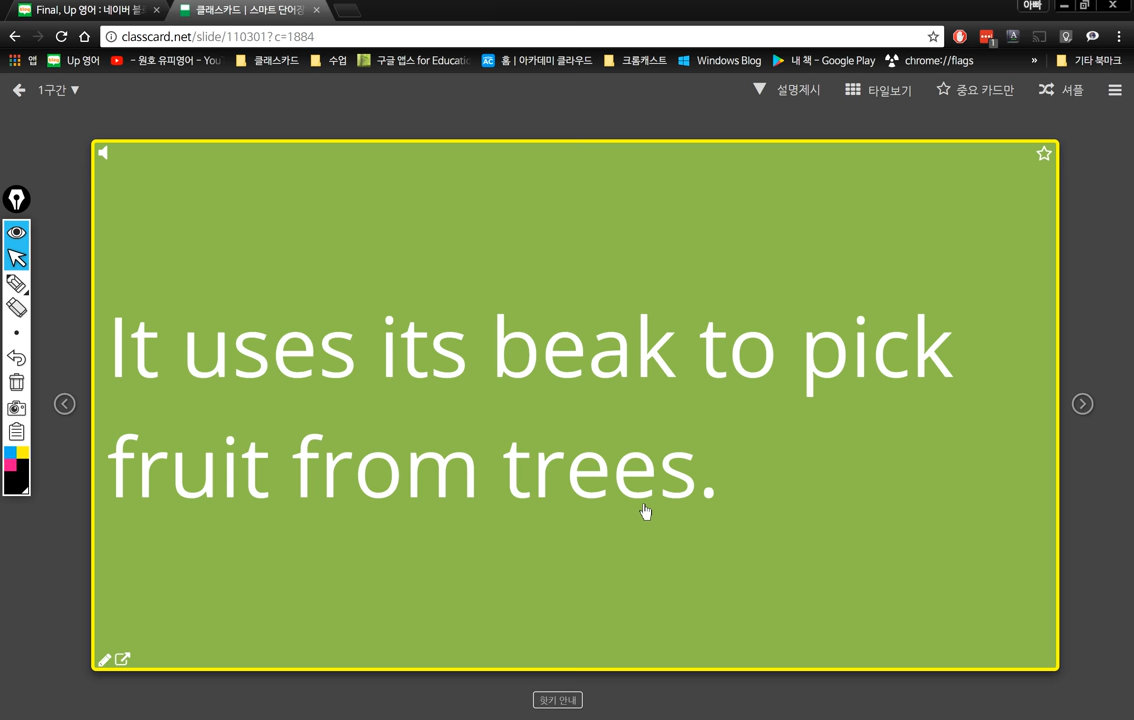 Final, Up 영어 : 네이버 블
클래스카드 | 스마트 단어장
아빠
classcard.net/slide/110301?c=1884
앱 Up 영어 - 원호 유피영어 - You 클래스카드 수업 구글 앱스 for Educatio 홈 | 아카데미 클라우드 크롬캐스트 Windows Blog 내 책 - Google Play chrome://flags » 기타 북마크
1구간 ▼ ▼ 설명제시 타일보기 중요 카드만 셔플
It uses its beak to pick
fruit from trees.
핫키 안내